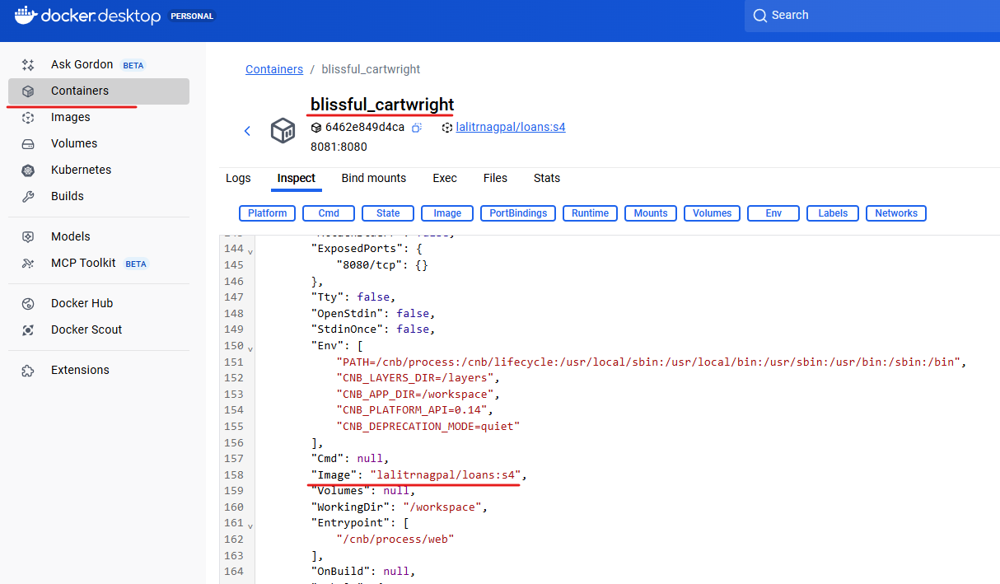 docker.desktop PERSONAL
Search
Ask Gordon BETA
Containers
Images
Volumes
Kubernetes
Builds
Models
MCP Toolkit BETA
Docker Hub
Docker Scout
Extensions
Containers / blissful_cartwright
blissful_cartwright
6462e849d4ca lalitrnagpal/loans:s4
8081:8080
Logs Inspect Bind mounts Exec Files Stats
Platform Cmd State Image PortBindings Runtime Mounts Volumes Env Labels Networks
144 "ExposedPorts": {
145 "8080/tcp": {}
146 },
147 "Tty": false,
148 "OpenStdin": false,
149 "StdinOnce": false,
150 "Env": [
151 "PATH=/cnb/process:/cnb/lifecycle:/usr/local/sbin:/usr/local/bin:/usr/sbin:/usr/bin:/sbin:/bin",
152 "CNB_LAYERS_DIR=/layers",
153 "CNB_APP_DIR=/workspace",
154 "CNB_PLATFORM_API=0.14",
155 "CNB_DEPRECATION_MODE=quiet"
156 ],
157 "Cmd": null,
158 "Image": "lalitrnagpal/loans:s4",
159 "Volumes": null,
160 "WorkingDir": "/workspace",
161 "Entrypoint": [
162 "/cnb/process/web"
163 ],
164 "OnBuild": null,